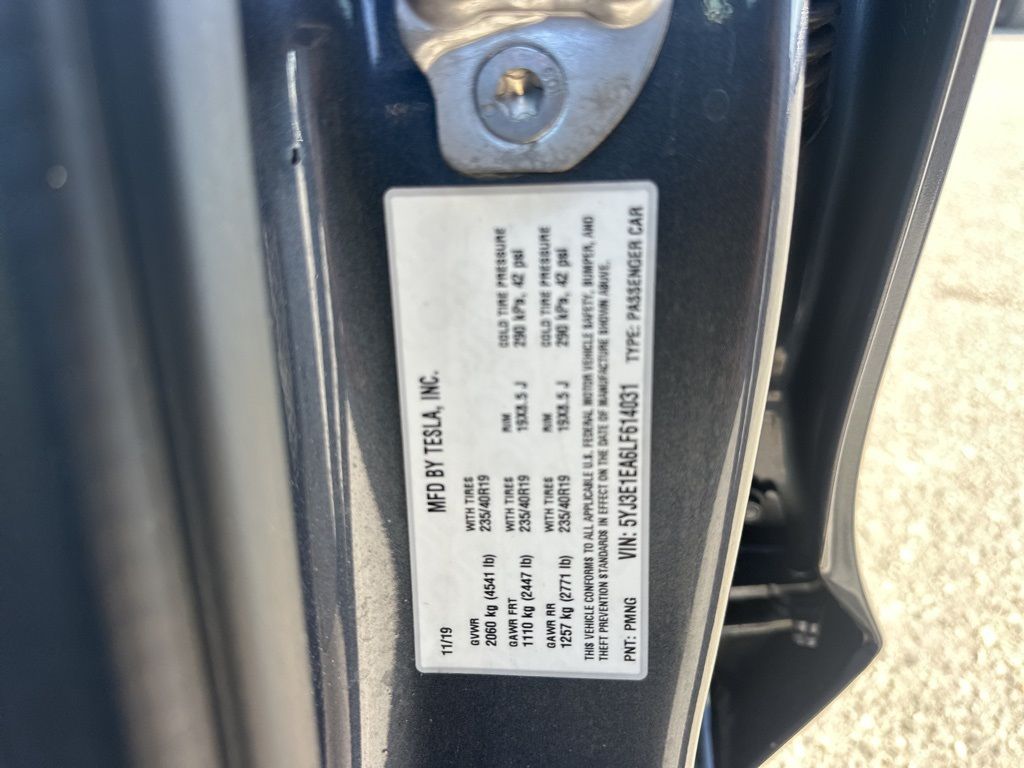 MFD BY TESLA, INC.
11/19
GVWR WITH TIRES RIM COLD TIRE PRESSURE
2060 kg (4541 lb) 235/40R19 19X8.5 J 290 kPa, 42 psi
GAWR FRT WITH TIRES
1110 kg (2447 lb) 235/40R19
GAWR RR WITH TIRES RIM COLD TIRE PRESSURE
1257 kg (2771 lb) 235/40R19 19X8.5 J 290 kPa, 42 psi
THIS VEHICLE CONFORMS TO ALL APPLICABLE U.S. FEDERAL MOTOR VEHICLE SAFETY, BUMPER, AND
THEFT PREVENTION STANDARDS IN EFFECT ON THE DATE OF MANUFACTURE SHOWN ABOVE.
PNT: PMNG VIN: 5YJ3E1EA6LF614031 TYPE: PASSENGER CAR